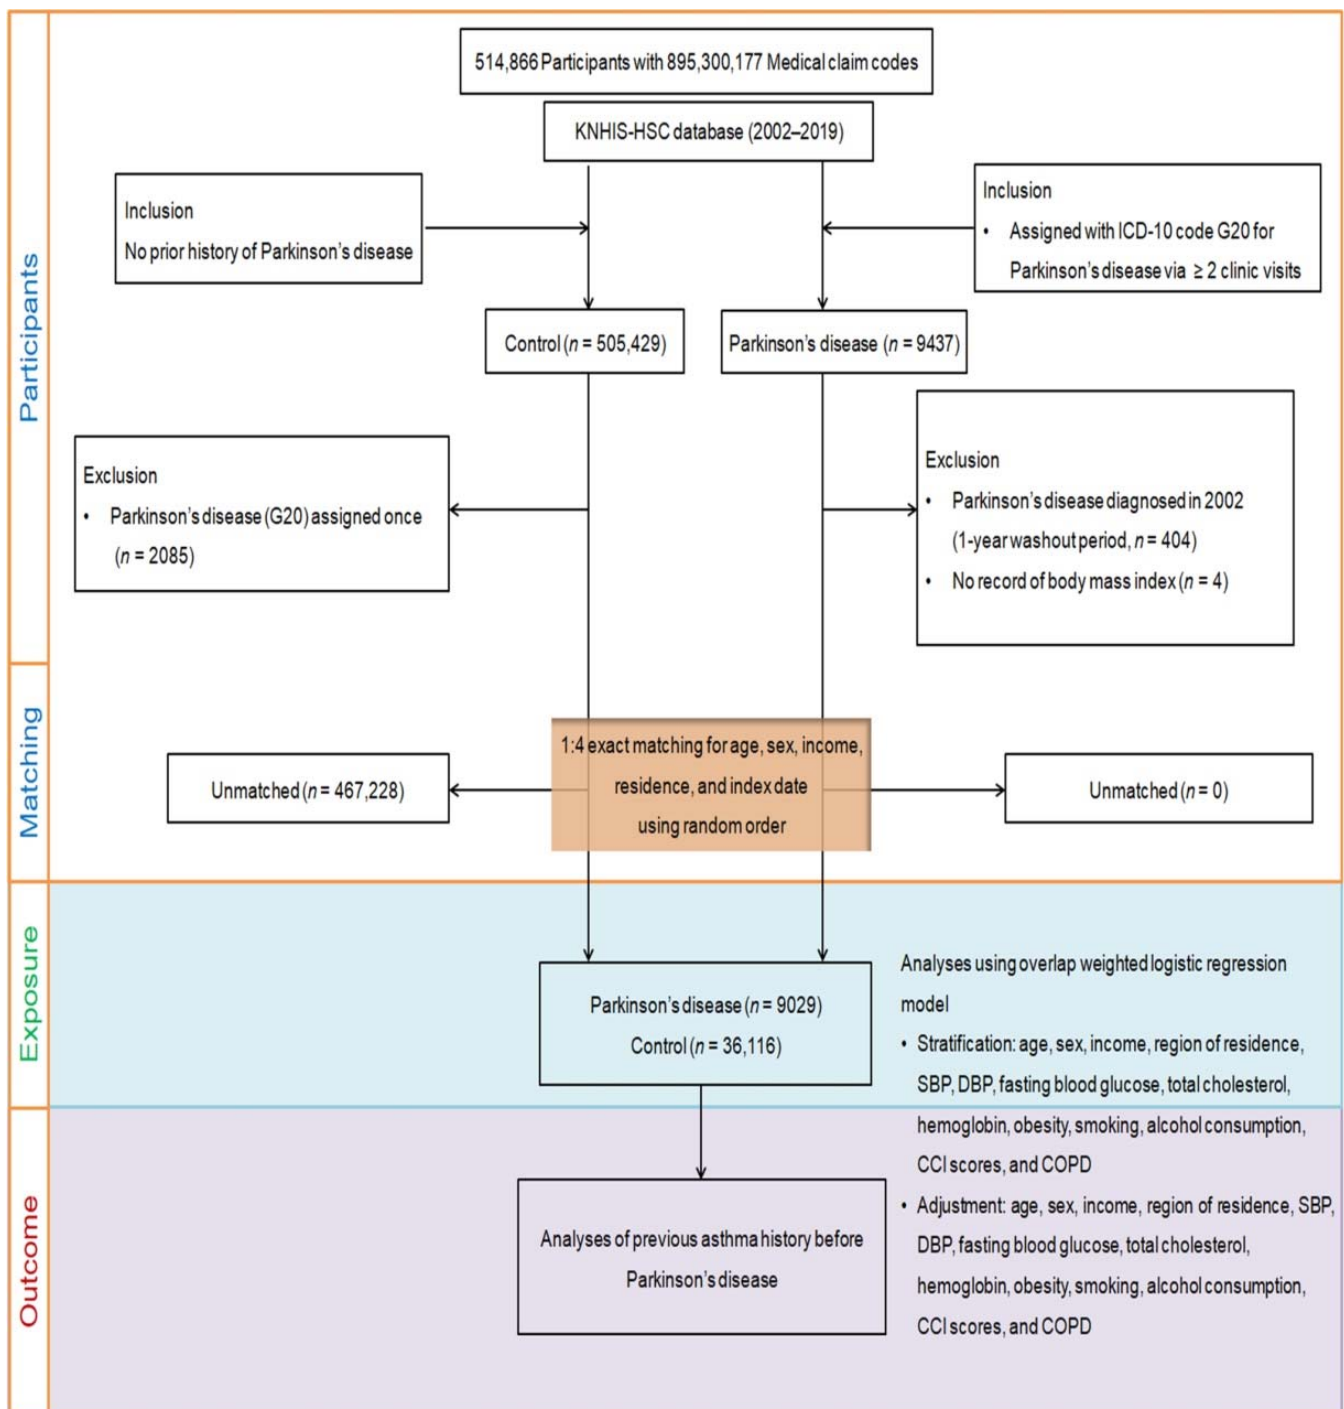 514,866 Participants with 895,300,177 Medical claim codes
KNHIS-HSC database (2002–2019)
Participants
Inclusion
No prior history of Parkinson's disease
Inclusion
• Assigned with ICD-10 code G20 for
Parkinson's disease via ≥ 2 clinic visits
Control (n = 505,429)
Parkinson's disease (n = 9437)
Exclusion
• Parkinson's disease (G20) assigned once
(n = 2085)
Exclusion
• Parkinson's disease diagnosed in 2002
(1-year washout period, n = 404)
• No record of body mass index (n = 4)
Matching
Unmatched (n = 467,228)
1:4 exact matching for age, sex, income,
residence, and index date
using random order
Unmatched (n = 0)
Exposure
Parkinson's disease (n = 9029)
Control (n = 36,116)
Analyses using overlap weighted logistic regression
model
• Stratification: age, sex, income, region of residence,
SBP, DBP, fasting blood glucose, total cholesterol,
hemoglobin, obesity, smoking, alcohol consumption,
CCI scores, and COPD
• Adjustment: age, sex, income, region of residence, SBP,
DBP, fasting blood glucose, total cholesterol,
hemoglobin, obesity, smoking, alcohol consumption,
CCI scores, and COPD
Outcome
Analyses of previous asthma history before
Parkinson's disease